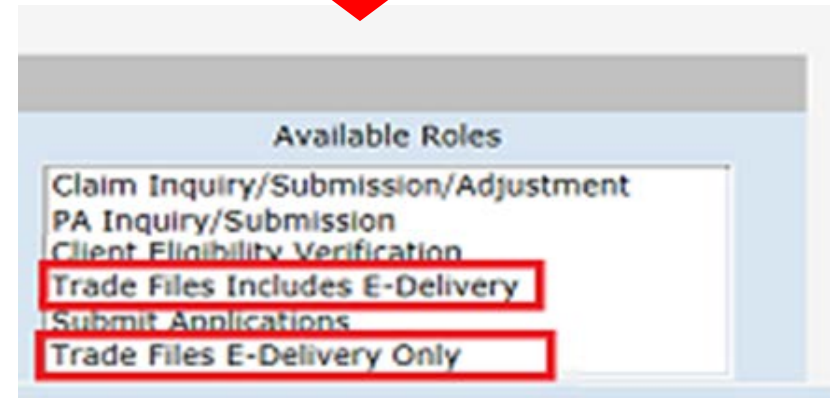 Available Roles
Claim Inquiry/Submission/Adjustment
PA Inquiry/Submission
Client Eligibility Verification
Trade Files Includes E-Delivery
Submit Applications
Trade Files E-Delivery Only